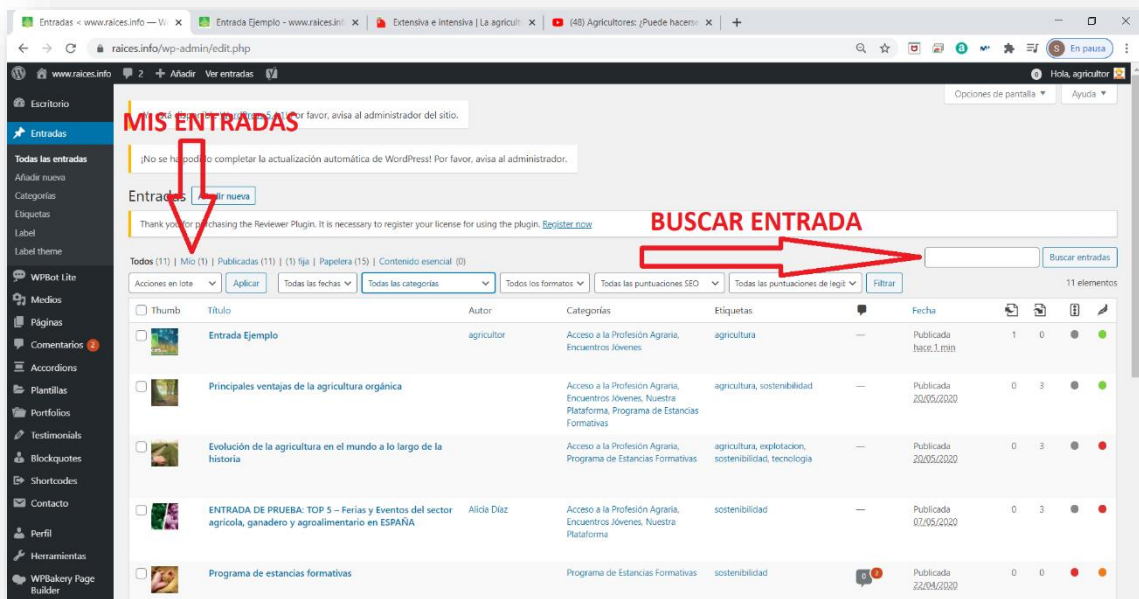 Entradas < www.raices.info — W
Entrada Ejemplo - www.raices.inf
Extensiva e intensiva | La agricult
(48) Agricultores: ¿Puede hacerse
raices.info/wp-admin/edit.php
En pausa
www.raices.info 2 + Añadir Ver entradas
0 Hola, agricultor
Opciones de pantalla Ayuda
Escritorio
Entradas
Todas las entradas
Añadir nueva
Categorías
Etiquetas
Label
Label theme
WPBot Lite
Medios
Páginas
Comentarios 2
Accordions
Plantillas
Portfolios
Testimonials
Blockquotes
Shortcodes
Contacto
Perfil
Herramientas
WPBakery Page
Builder
por favor, avisa al administrador del sitio.
MIS ENTRADAS
¡No se ha podido completar la actualización automática de WordPress! Por favor, avisa al administrador.
Entradas Añadir nueva
Thank you for purchasing the Reviewer Plugin. It is necessary to register your license for using the plugin. Register now
BUSCAR ENTRADA
Todos (11) | Mío (1) | Publicadas (11) | (1) fija | Papelera (15) | Contenido esencial (0)
Buscar entradas
Acciones en lote Aplicar Todas las fechas Todas las categorías Todos los formatos Todas las puntuaciones SEO Todas las puntuaciones de legit Filtrar
11 elementos
Thumb Título Autor Categorías Etiquetas Fecha
Entrada Ejemplo agricultor Acceso a la Profesión Agraria, agricultura — Publicada 1 0
Encuentros Jóvenes hace 1 min
Principales ventajas de la agricultura orgánica Acceso a la Profesión Agraria, agricultura, sostenibilidad — Publicada 0 3
Encuentros Jóvenes, Nuestra 20/05/2020
Plataforma, Programa de Estancias
Formativas
Evolución de la agricultura en el mundo a lo largo de la Acceso a la Profesión Agraria, agricultura, explotacion, — Publicada 0 3
historia Programa de Estancias Formativas sostenibilidad, tecnología 20/05/2020
ENTRADA DE PRUEBA: TOP 5 – Ferias y Eventos del sector Alicia Díaz Acceso a la Profesión Agraria, sostenibilidad — Publicada 0 3
agrícola, ganadero y agroalimentario en ESPAÑA Encuentros Jóvenes, Nuestra 07/05/2020
Plataforma
Programa de estancias formativas Programa de Estancias Formativas sostenibilidad 0 2 Publicada 0 0
22/04/2020